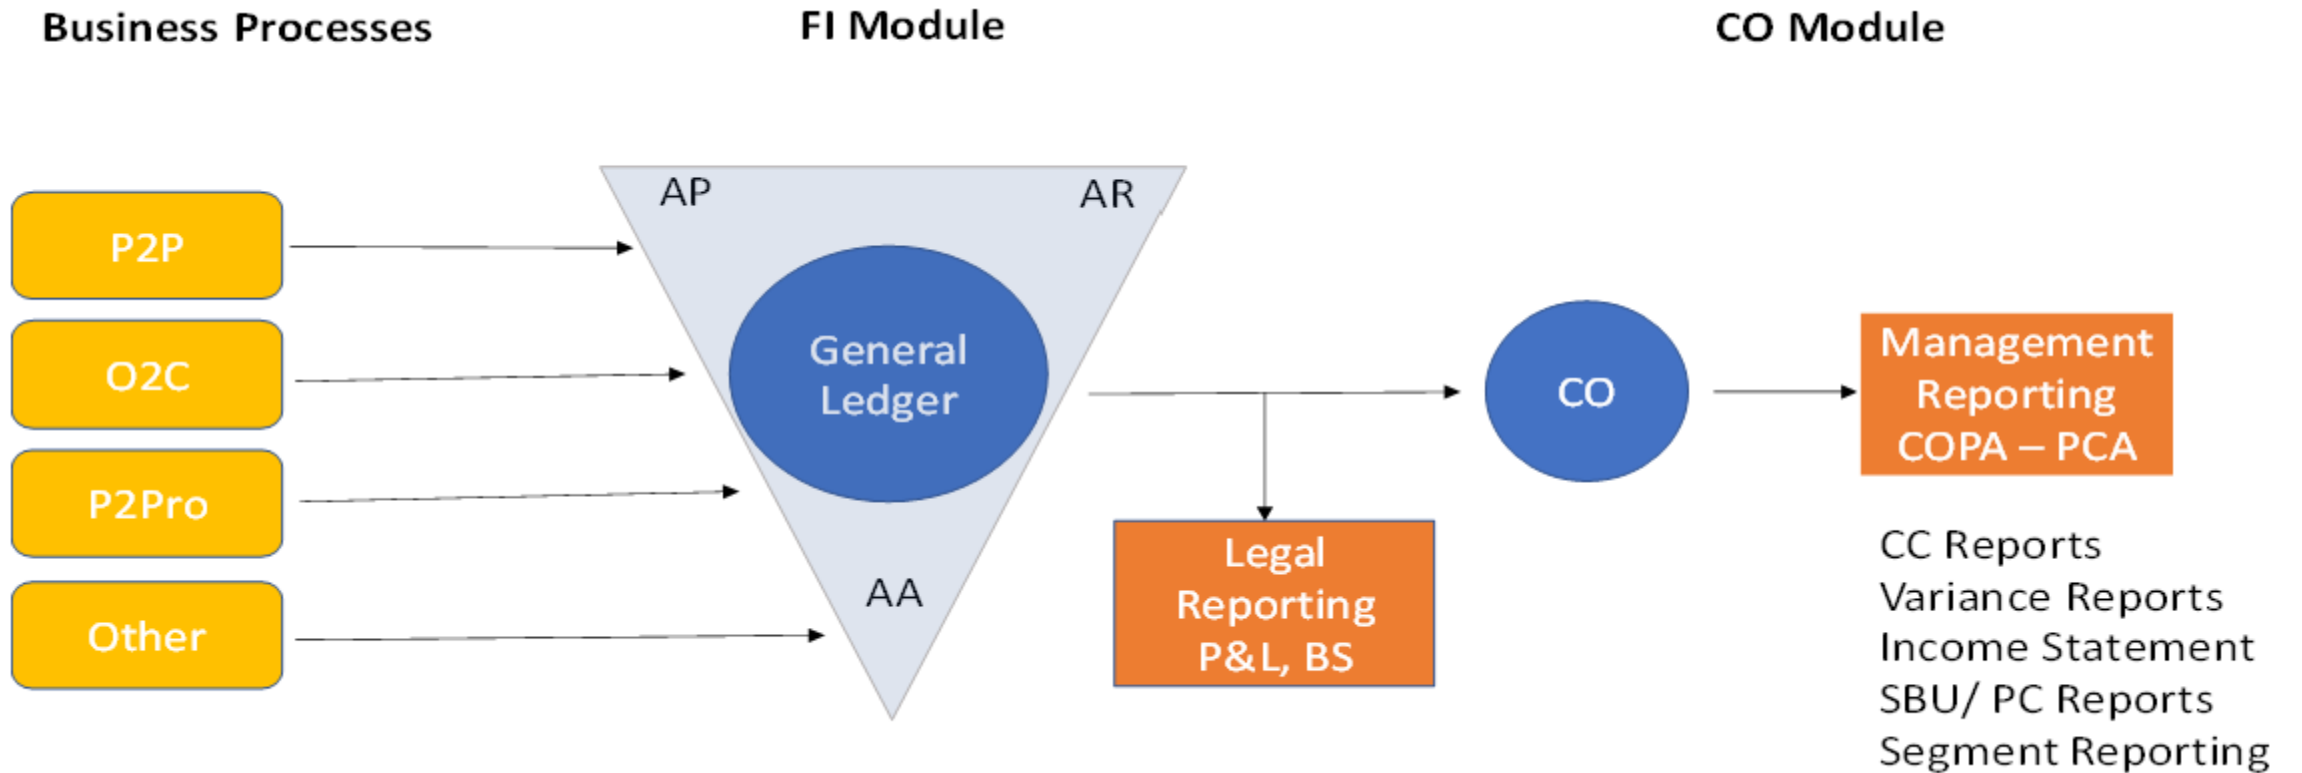 Business Processes
FI Module
CO Module
P2P
O2C
P2Pro
Other
AP
AR
General
Ledger
AA
Legal
Reporting
P&L, BS
CO
Management
Reporting
COPA – PCA
CC Reports
Variance Reports
Income Statement
SBU/ PC Reports
Segment Reporting